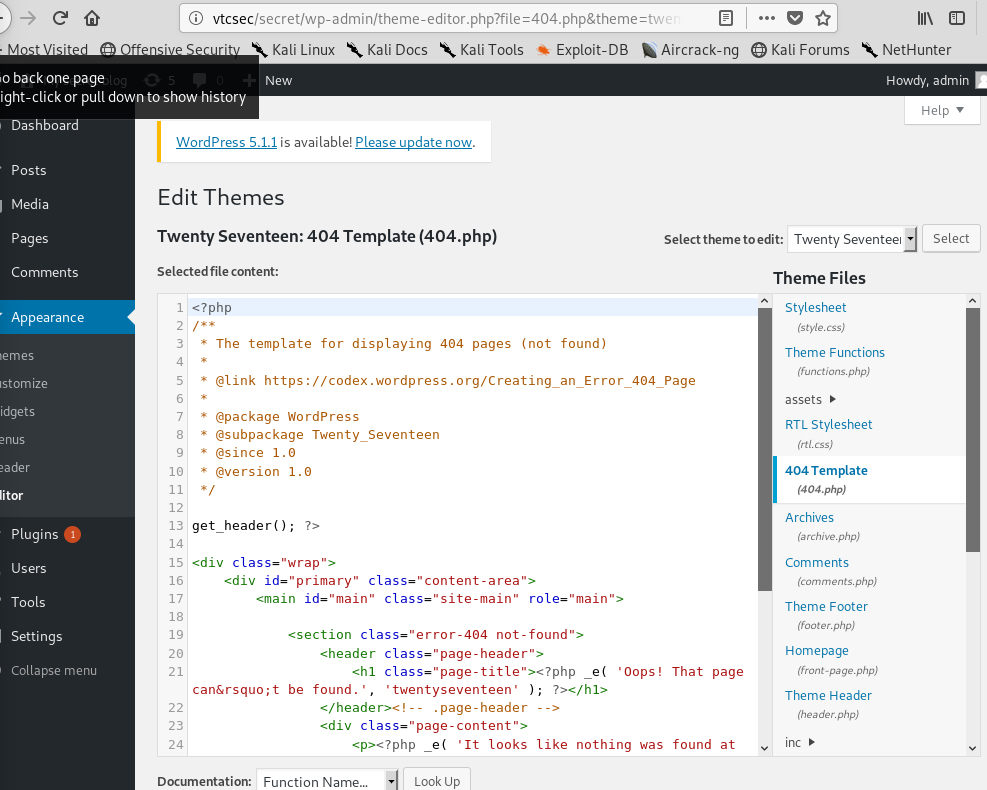 vtcsec/secret/wp-admin/theme-editor.php?file=404.php&theme=twen
Most Visited Offensive Security Kali Linux Kali Docs Kali Tools Exploit-DB Aircrack-ng Kali Forums NetHunter
o back one page
ight-click or pull down to show history
5 0 New
Howdy, admin
Help
Dashboard
Posts
Media
Pages
Comments
Appearance
emes
ustomize
idgets
enus
eader
ditor
Plugins 1
Users
Tools
Settings
Collapse menu
WordPress 5.1.1 is available! Please update now.
Edit Themes
Twenty Seventeen: 404 Template (404.php)
Select theme to edit: Twenty Seventeen Select
Selected file content:
1 <?php
2 /**
3  * The template for displaying 404 pages (not found)
4  *
5  * @link https://codex.wordpress.org/Creating_an_Error_404_Page
6  *
7  * @package WordPress
8  * @subpackage Twenty_Seventeen
9  * @since 1.0
10  * @version 1.0
11  */
12
13 get_header(); ?>
14
15 <div class="wrap">
16     <div id="primary" class="content-area">
17         <main id="main" class="site-main" role="main">
18
19             <section class="error-404 not-found">
20                 <header class="page-header">
21                     <h1 class="page-title"><?php _e( 'Oops! That page
can&rsquo;t be found.', 'twentyseventeen' ); ?></h1>
22                 </header><!-- .page-header -->
23                 <div class="page-content">
24                     <p><?php _e( 'It looks like nothing was found at
Theme Files
Stylesheet
(style.css)
Theme Functions
(functions.php)
assets
RTL Stylesheet
(rtl.css)
404 Template
(404.php)
Archives
(archive.php)
Comments
(comments.php)
Theme Footer
(footer.php)
Homepage
(front-page.php)
Theme Header
(header.php)
inc
Documentation: Function Name... Look Up